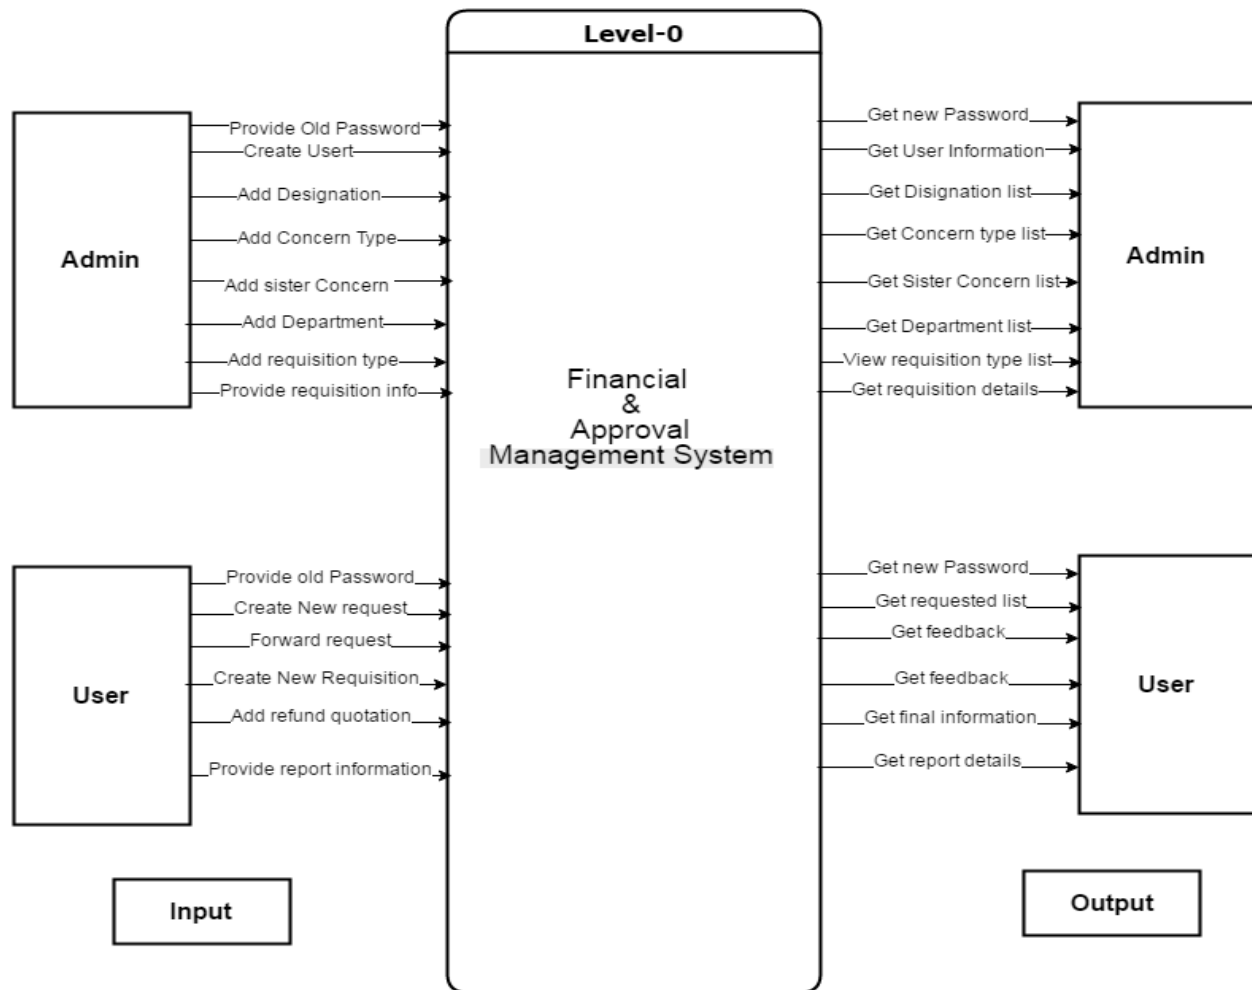 Level-0
Admin
Provide Old Password
Create Usert
Add Designation
Add Concern Type
Add sister Concern
Add Department
Add requisition type
Provide requisition info
Financial
&
Approval
Management System
Get new Password
Get User Information
Get Disignation list
Get Concern type list
Get Sister Concern list
Get Department list
View requisition type list
Get requisition details
Admin
User
Provide old Password
Create New request
Forward request
Create New Requisition
Add refund quotation
Provide report information
Get new Password
Get requested list
Get feedback
Get feedback
Get final information
Get report details
User
Input
Output